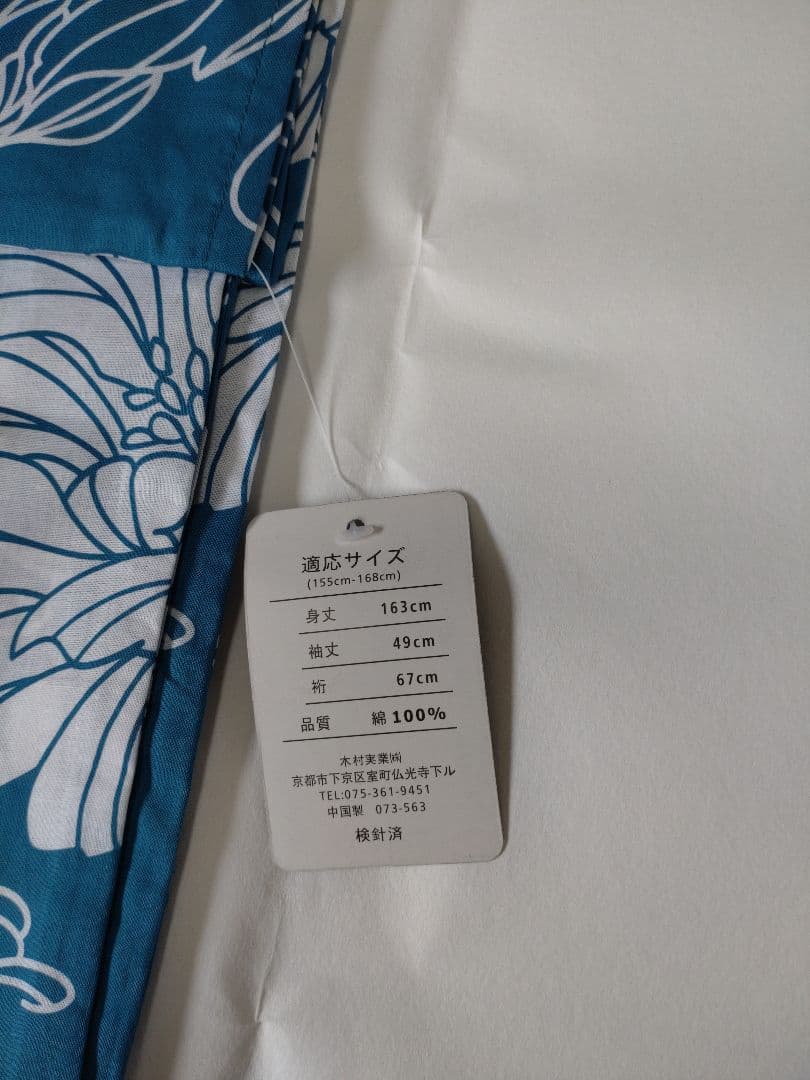 適応サイズ
(155cm-168cm)
身丈 163cm
袖丈 49cm
裄 67cm
品質 綿 100%
木村実業㈱
京都市下京区室町仏光寺下ル
TEL:075-361-9451
中国製 073-563
検針済